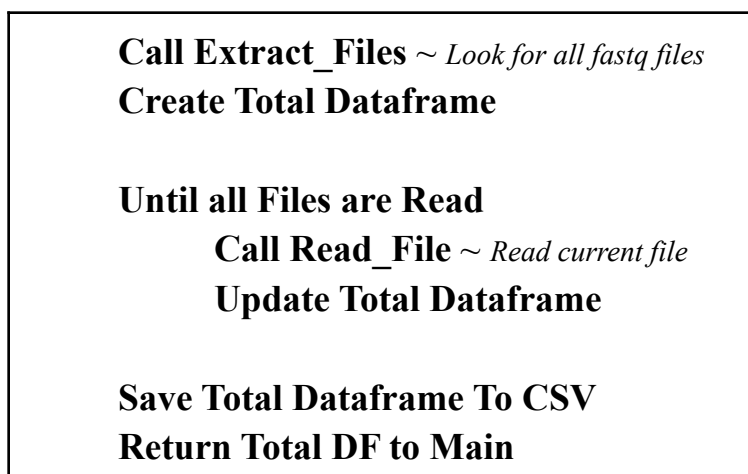 Call Extract_Files ~ Look for all fastq files
Create Total Dataframe
Until all Files are Read
Call Read_File ~ Read current file
Update Total Dataframe
Save Total Dataframe To CSV
Return Total DF to Main